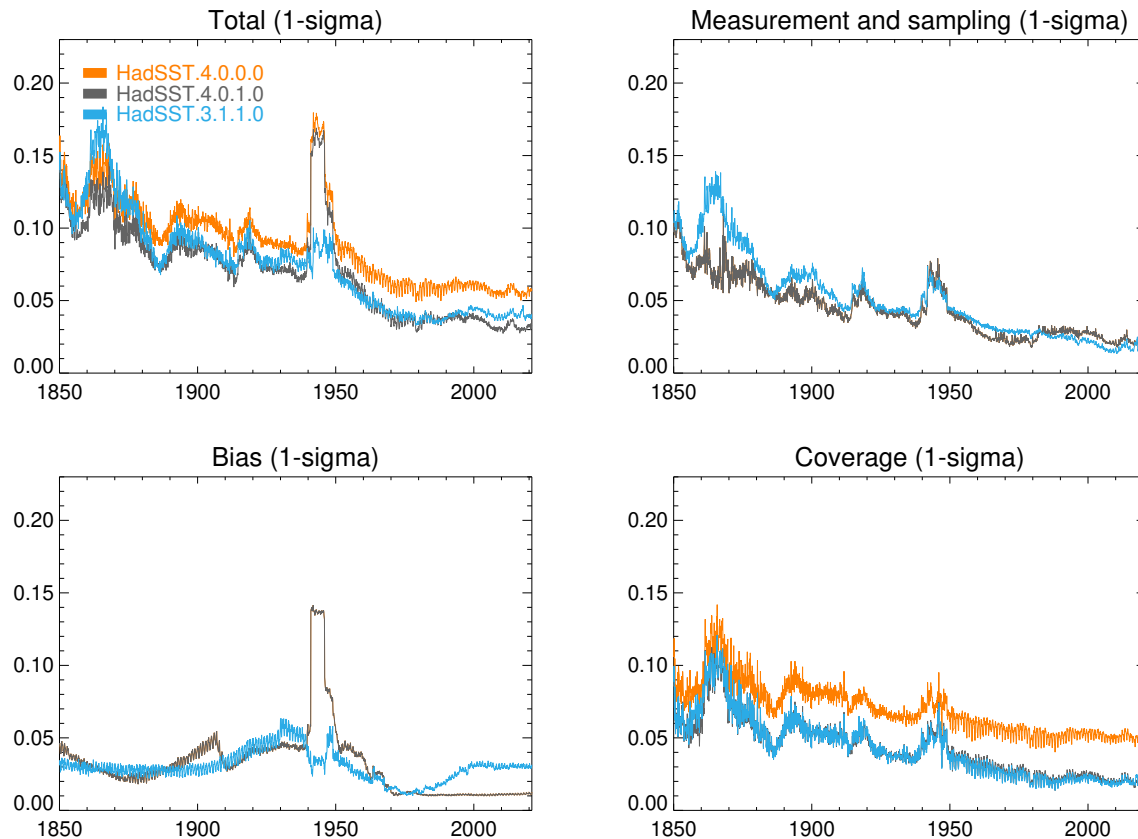 Total (1-sigma)
0.20
0.15
0.10
0.05
0.00
1850 1900 1950 2000
HadSST.4.0.0.0
HadSST.4.0.1.0
HadSST.3.1.1.0
Measurement and sampling (1-sigma)
0.20
0.15
0.10
0.05
0.00
1850 1900 1950 2000
Bias (1-sigma)
0.20
0.15
0.10
0.05
0.00
1850 1900 1950 2000
Coverage (1-sigma)
0.20
0.15
0.10
0.05
0.00
1850 1900 1950 2000